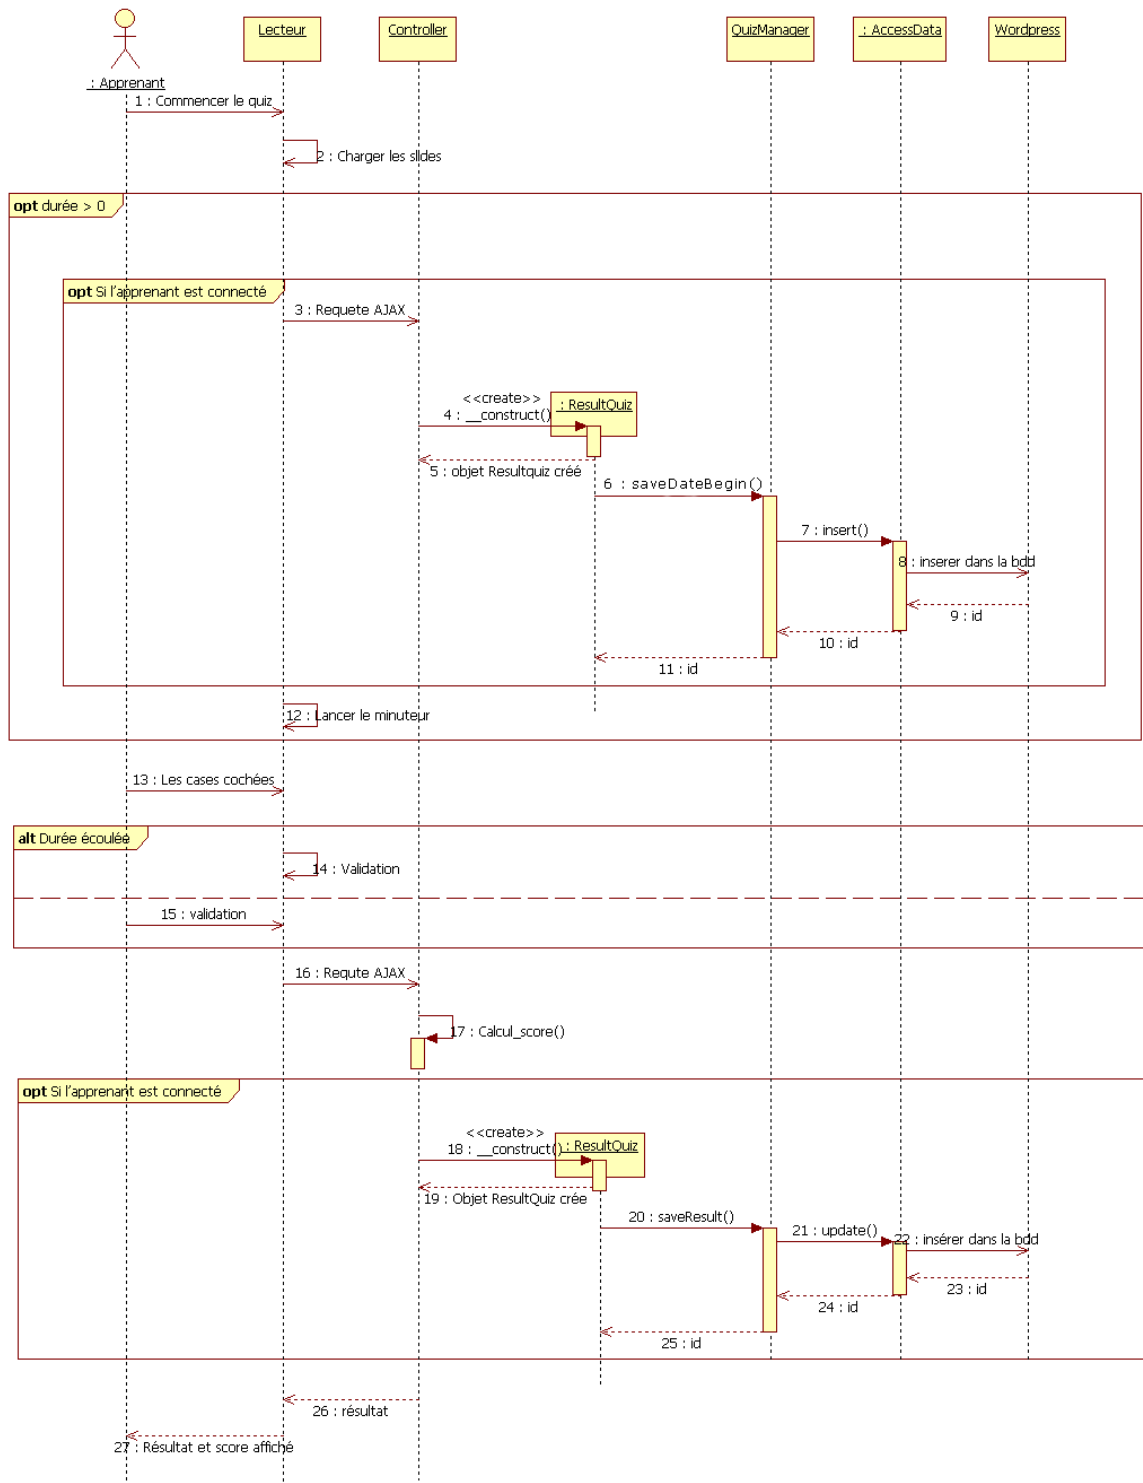 Lecteur
Controller
QuizManager
: AccessData
Wordpress
: Apprenant
1 : Commencer le quiz
2 : Charger les slides
opt durée > 0
opt Si l'apprenant est connecté
3 : Requete AJAX
<<create>>
4 : __construct()
: ResultQuiz
5 : objet Resultquiz créé
6 : saveDateBegin()
7 : insert()
8 : inserer dans la bdd
9 : id
10 : id
11 : id
12 : Lancer le minuteur
13 : Les cases cochées
alt Durée écoulée
14 : Validation
15 : validation
16 : Requte AJAX
17 : Calcul_score()
opt Si l'apprenant est connecté
<<create>>
18 : __construct()
: ResultQuiz
19 : Objet ResultQuiz crée
20 : saveResult()
21 : update()
22 : insérer dans la bdd
23 : id
24 : id
25 : id
26 : résultat
27 : Résultat et score affiché